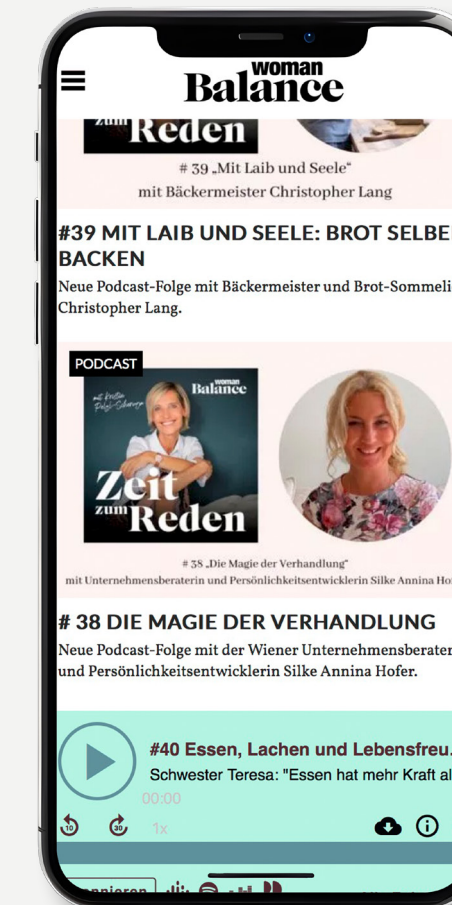 woman
Balance
zum Reden
# 39 „Mit Laib und Seele“
mit Bäckermeister Christopher Lang
#39 MIT LAIB UND SEELE: BROT SELBE
BACKEN
Neue Podcast-Folge mit Bäckermeister und Brot-Sommeli
Christopher Lang.
PODCAST
woman
Balance
Zeit
zum Reden
# 38 „Die Magie der Verhandlung“
mit Unternehmensberaterin und Persönlichkeitsentwicklerin Silke Annina Ho
# 38 DIE MAGIE DER VERHANDLUNG
Neue Podcast-Folge mit der Wiener Unternehmensberater
und Persönlichkeitsentwicklerin Silke Annina Hofer.
#40 Essen, Lachen und Lebensfreu.
Schwester Teresa: "Essen hat mehr Kraft al
00:00
10 30 1x